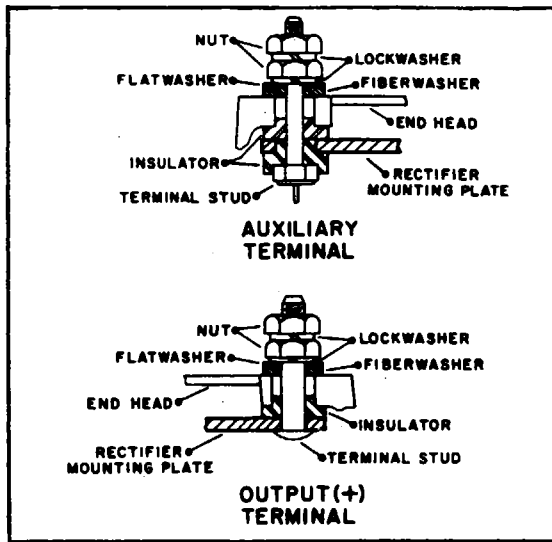 NUT
LOCKWASHER
FLATWASHER
FIBERWASHER
END HEAD
INSULATOR
RECTIFIER
MOUNTING PLATE
TERMINAL STUD
AUXILIARY
TERMINAL
NUT
LOCKWASHER
FLATWASHER
FIBERWASHER
END HEAD
INSULATOR
RECTIFIER
MOUNTING PLATE
TERMINAL STUD
OUTPUT(+)
TERMINAL